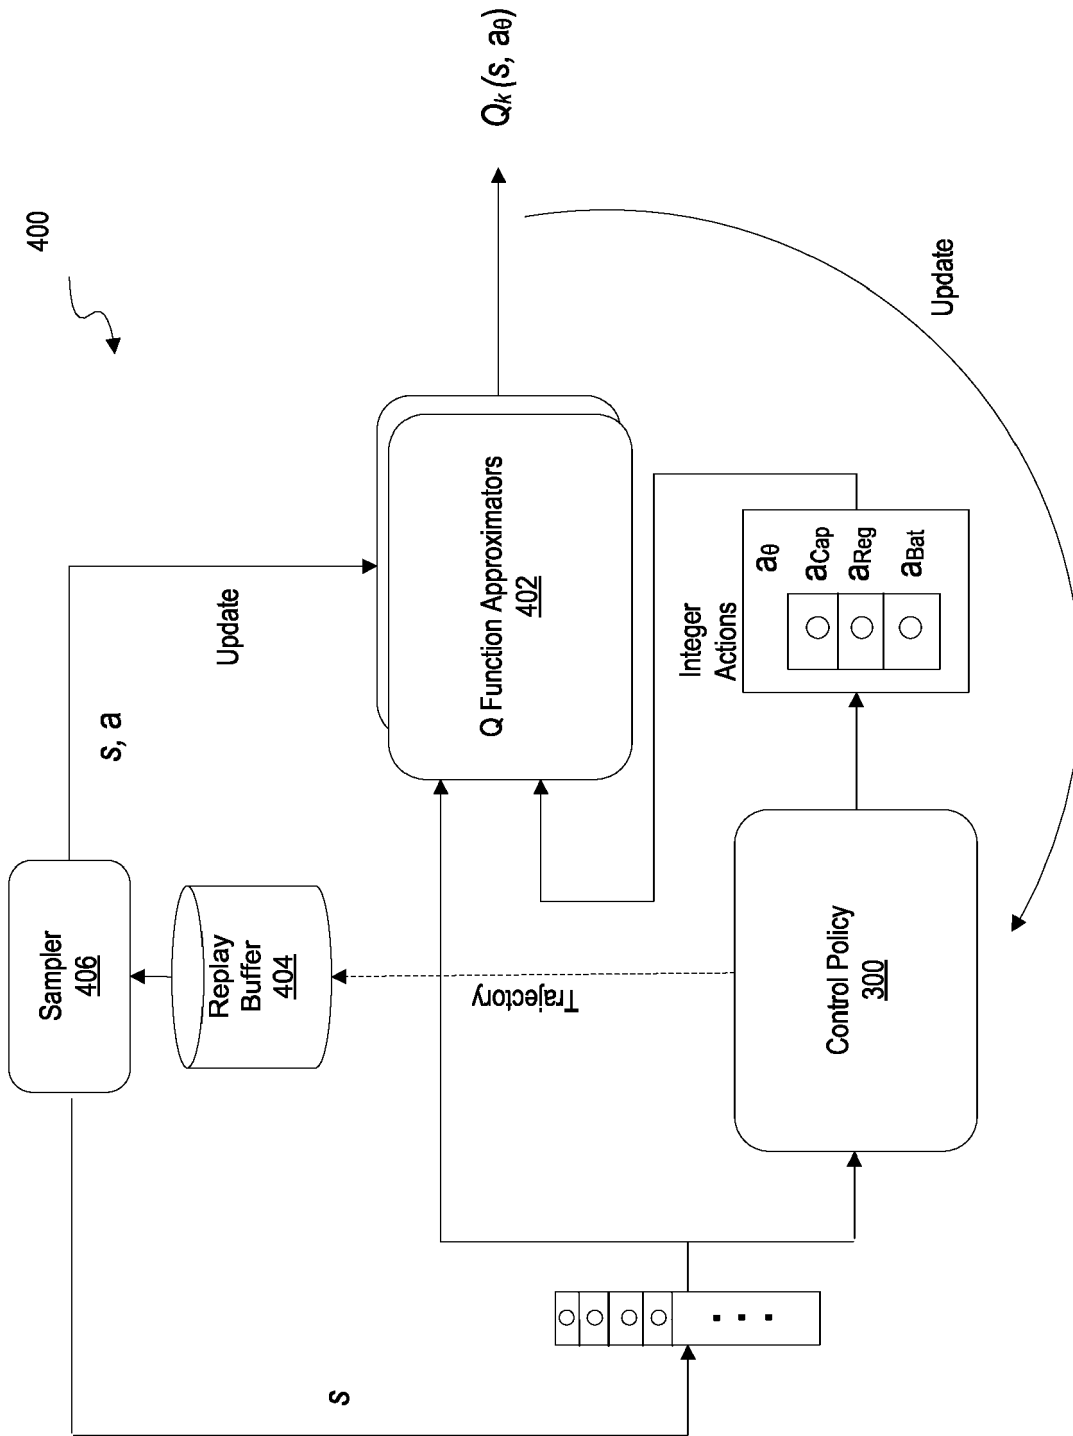 400
Sampler
406
s, a
Update
Replay
Buffer
404
Trajectory
Q Function Approximators
402
Qk (s, aθ)
s
Control Policy
300
Integer
Actions
aθ
aCap
aReg
aBat
Update